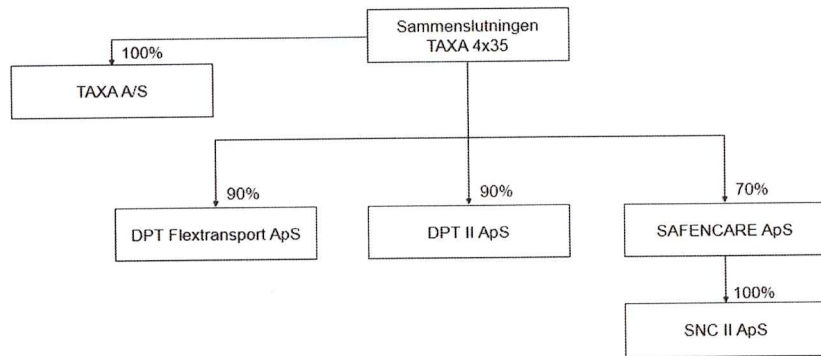 Sammenslutningen
TAXA 4x35
100%
TAXA A/S
90%
90%
70%
DPT Flextransport ApS
DPT II ApS
SAFENCARE ApS
100%
SNC II ApS